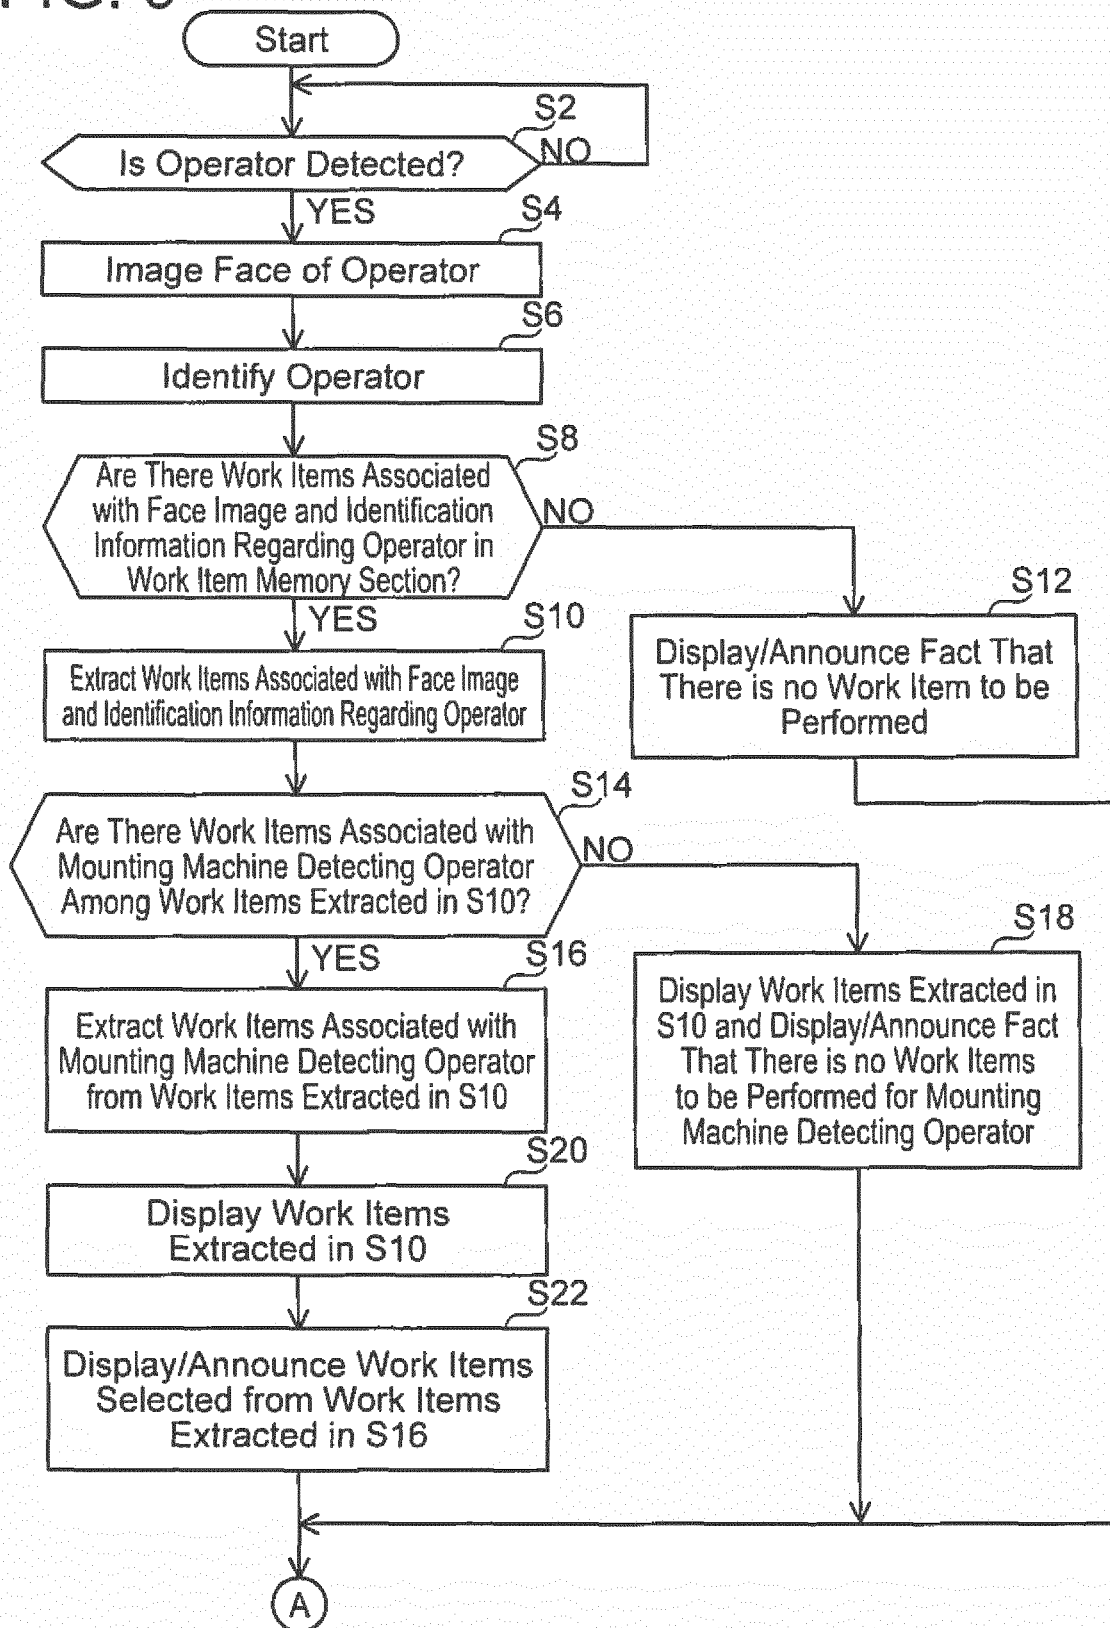 Start
S2
Is Operator Detected?
NO
YES
S4
Image Face of Operator
S6
Identify Operator
S8
Are There Work Items Associated
with Face Image and Identification
Information Regarding Operator in
Work Item Memory Section?
NO
YES
S10
Extract Work Items Associated with Face Image
and Identification Information Regarding Operator
S12
Display/Announce Fact That
There is no Work Item to be
Performed
S14
Are There Work Items Associated with
Mounting Machine Detecting Operator
Among Work Items Extracted in S10?
NO
YES
S16
Extract Work Items Associated with
Mounting Machine Detecting Operator
from Work Items Extracted in S10
S18
Display Work Items Extracted in
S10 and Display/Announce Fact
That There is no Work Items
to be Performed for Mounting
Machine Detecting Operator
S20
Display Work Items
Extracted in S10
S22
Display/Announce Work Items
Selected from Work Items
Extracted in S16
A